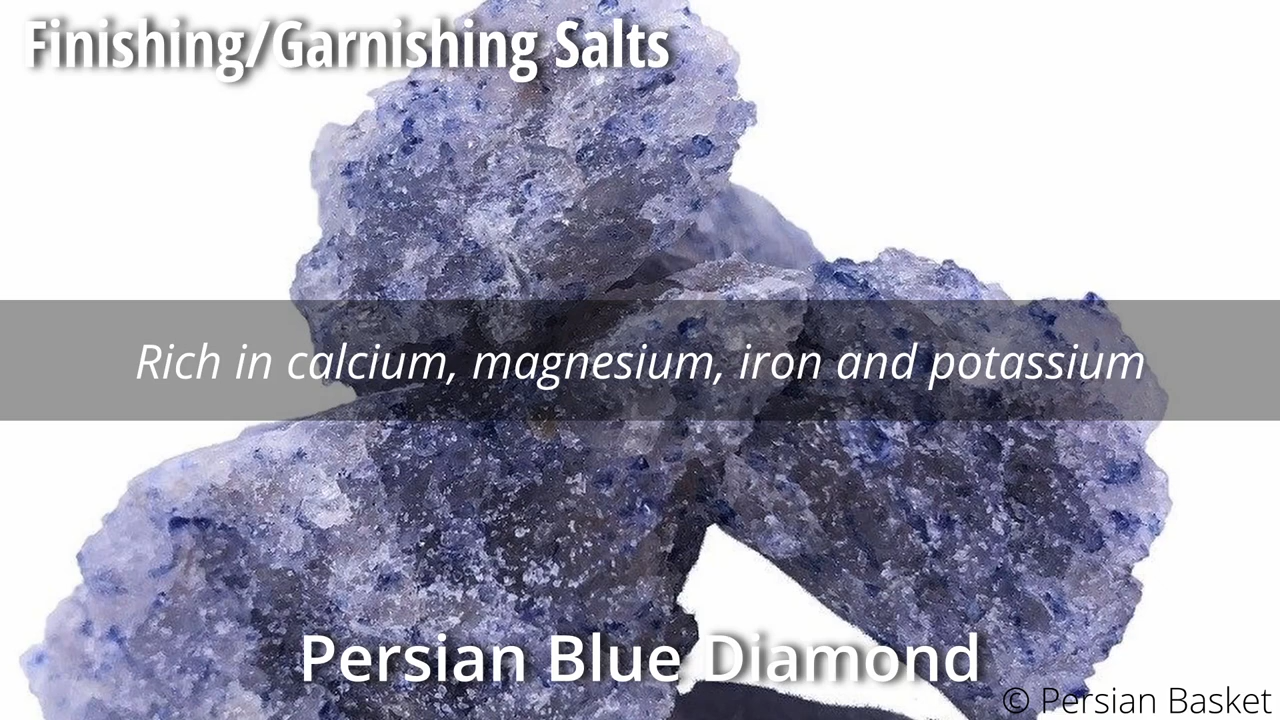 Finishing/Garnishing Salts
Rich in calcium, magnesium, iron and potassium
Persian Blue Diamond
© Persian Basket